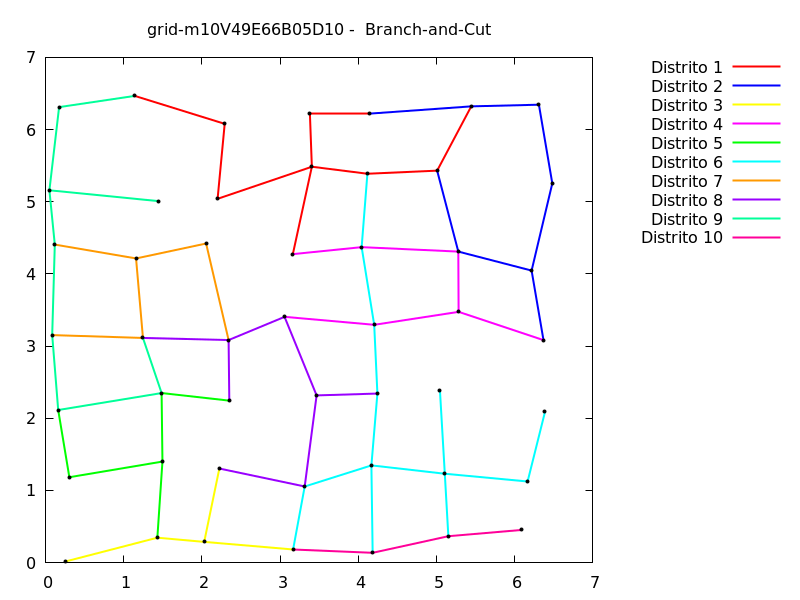 grid-m10V49E66B05D10 -  Branch-and-Cut
Distrito 1
Distrito 2
Distrito 3
Distrito 4
Distrito 5
Distrito 6
Distrito 7
Distrito 8
Distrito 9
Distrito 10
7
6
5
4
3
2
1
0
0 1 2 3 4 5 6 7